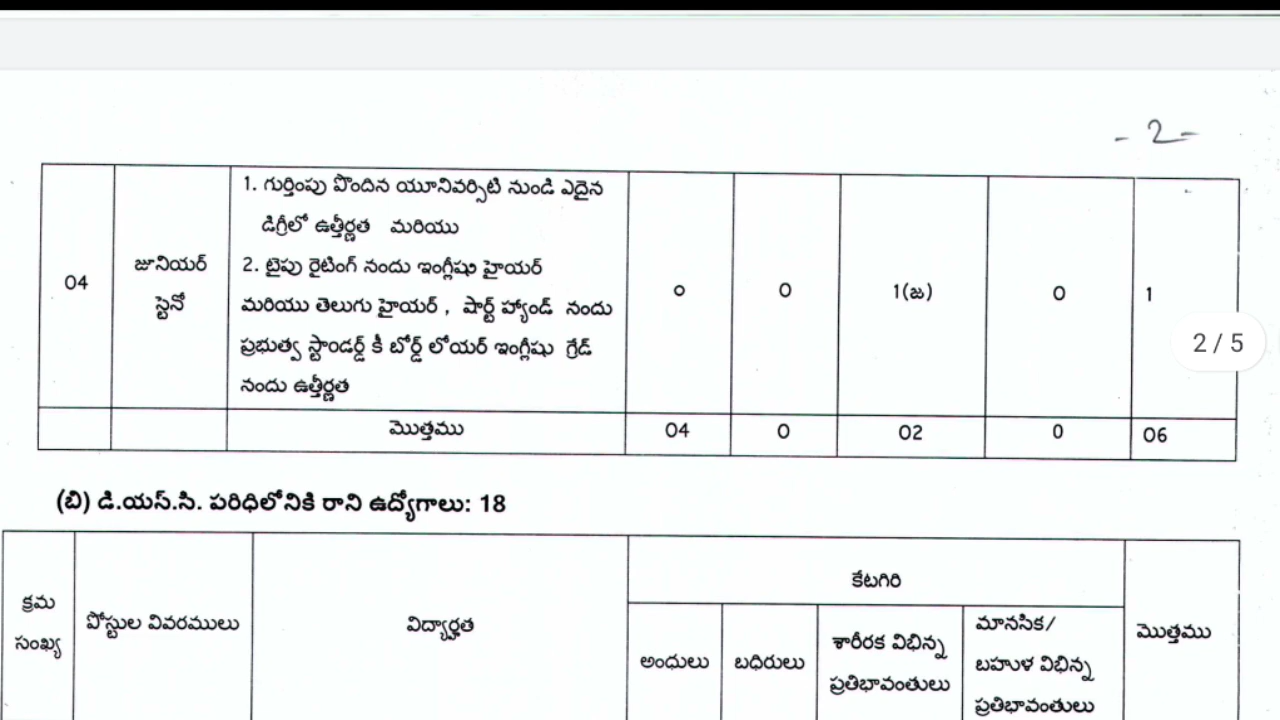 - 2 -
1. గుర్తింపు పొందిన యూనివర్సిటి నుండి ఎదైన
డిగ్రీలో ఉత్తీర్ణత మరియు
04 జూనియర్ 2. టైపు రైటింగ్ నందు ఇంగ్లీషు హైయర్ 0 0 1(జ) 0 1
స్టెనో మరియు తెలుగు హైయర్ , షార్ట్ హ్యాండ్ నందు
ప్రభుత్వ స్టాండర్డ్ కీ బోర్డ్ లోయర్ ఇంగ్లీషు గ్రేడ్
నందు ఉత్తీర్ణత
2 / 5
మొత్తము 04 0 02 0 06
(బి) డి.యస్.సి. పరిధిలోనికి రాని ఉద్యోగాలు: 18
క్రమ
సంఖ్య
పోస్టుల వివరములు
విద్యార్హత
కేటగిరి
అంధులు
బధిరులు
శారీరక విభిన్న
ప్రతిభావంతులు
మానసిక/
బహుళ విభిన్న
ప్రతిభావంతులు
మొత్తము